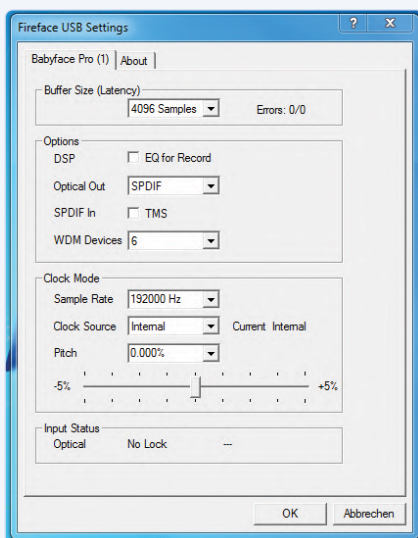 Fireface USB Settings
Babyface Pro (1) About
Buffer Size (Latency)
4096 Samples Errors: 0/0
Options
DSP EQ for Record
Optical Out SPDIF
SPDIF In TMS
WDM Devices 6
Clock Mode
Sample Rate 192000 Hz
Clock Source Internal Current Internal
Pitch 0.000%
-5% +5%
Input Status
Optical No Lock ---
OK Abbrechen